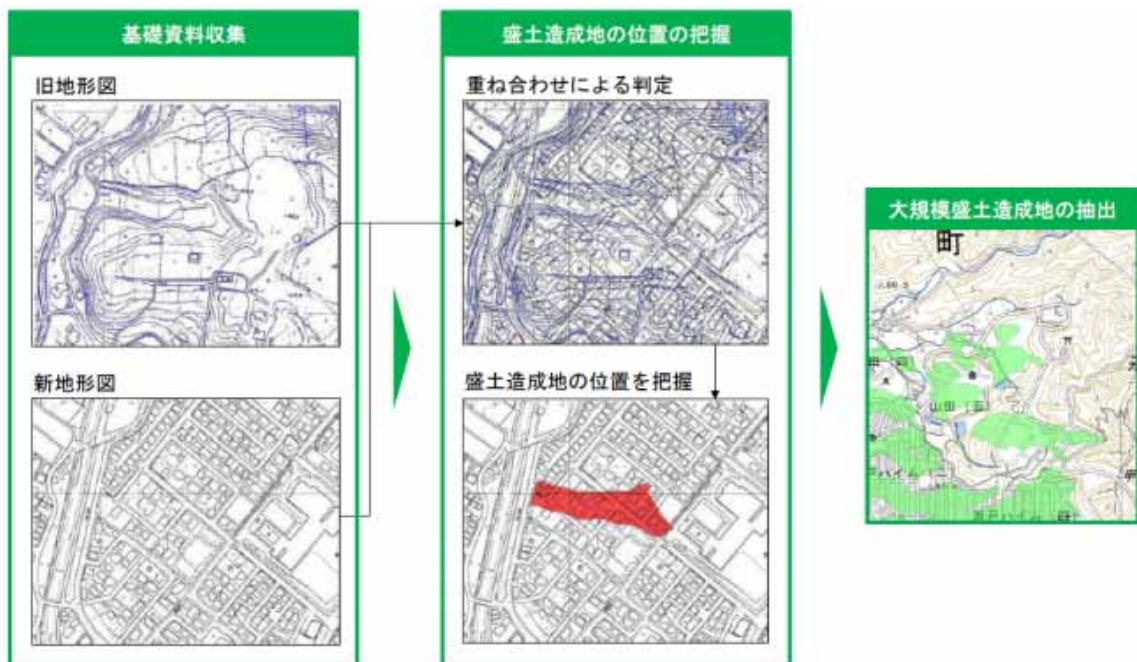 基礎資料収集
旧地形図
新地形図
盛土造成地の位置の把握
重ね合わせによる判定
盛土造成地の位置を把握
大規模盛土造成地の抽出
町